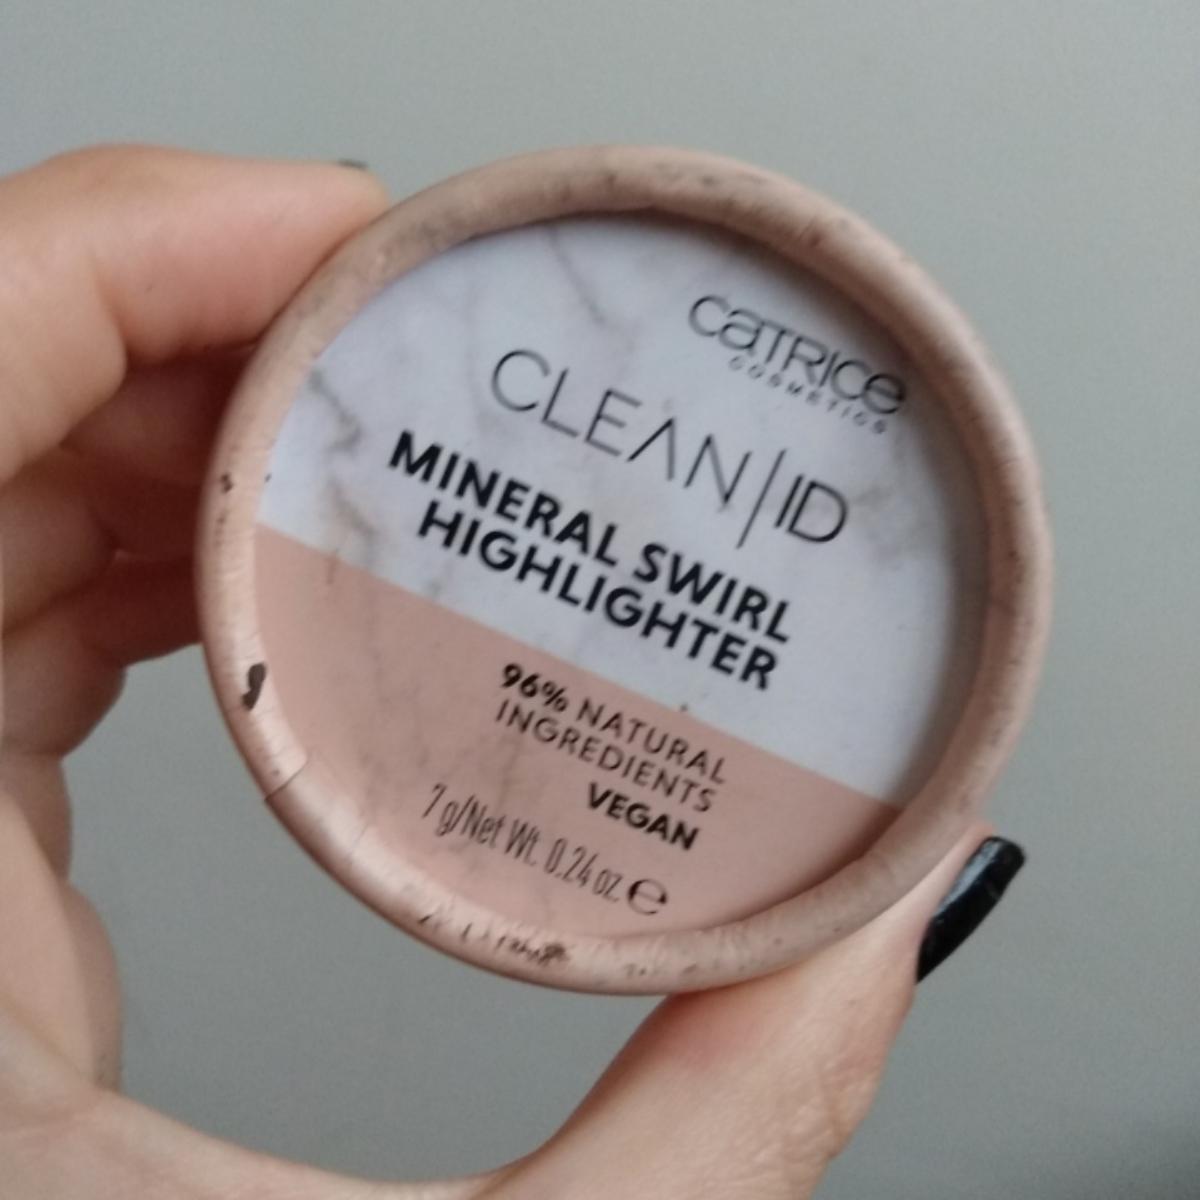 CATRICE
COSMETICS
CLEAN|ID
MINERAL SWIRL
HIGHLIGHTER
96% NATURAL
INGREDIENTS
VEGAN
7 g/Net Wt. 0.24 oz. ℮